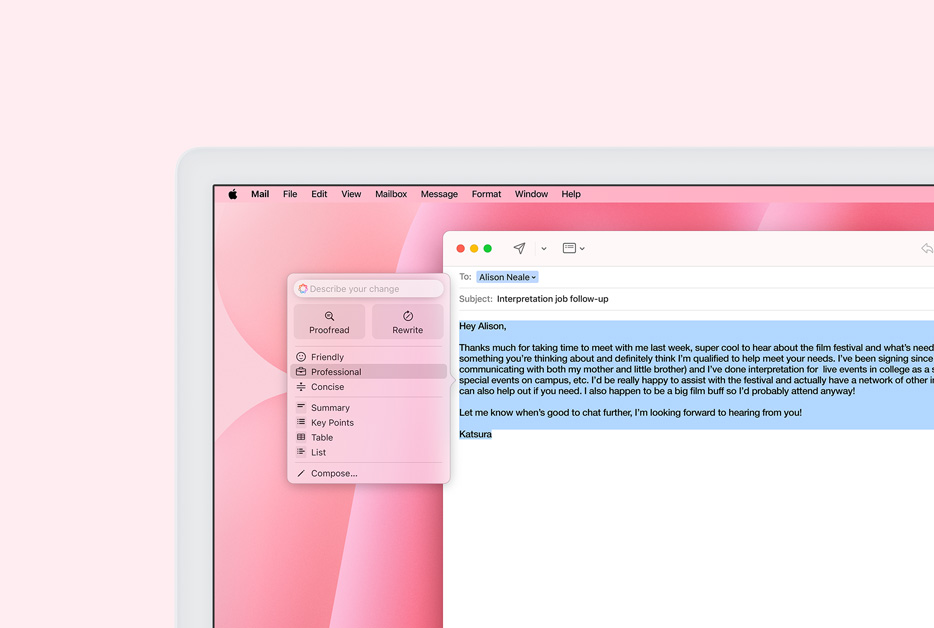 Mail File Edit View Mailbox Message Format Window Help
To: Alison Neale
Subject: Interpretation job follow-up
Describe your change
Proofread Rewrite
Friendly
Professional
Concise
Summary
Key Points
Table
List
Compose...
Hey Alison,
Thanks much for taking time to meet with me last week, super cool to hear about the film festival and what's need
something you're thinking about and definitely think I'm qualified to help meet your needs. I've been signing since
communicating with both my mother and little brother) and I've done interpretation for live events in college as a s
special events on campus, etc. I'd be really happy to assist with the festival and actually have a network of other in
can also help out if you need. I also happen to be a big film buff so I'd probably attend anyway!
Let me know when's good to chat further, I'm looking forward to hearing from you!
Katsura